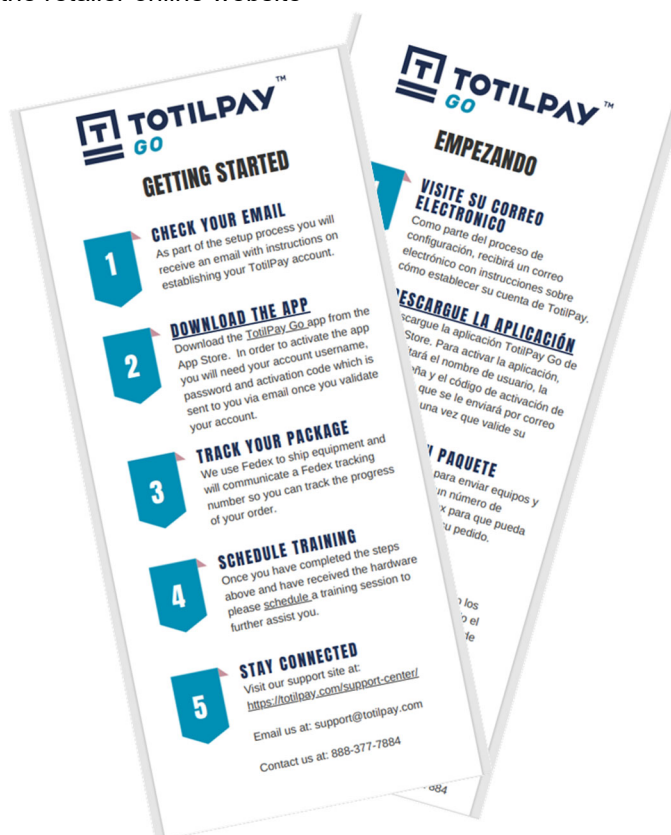 TOTILPAY™
GO
GETTING STARTED
1
CHECK YOUR EMAIL
As part of the setup process you will
receive an email with instructions on
establishing your TotilPay account.
2
DOWNLOAD THE APP
Download the TotilPay Go app from the
App Store. In order to activate the app
you will need your account username,
password and activation code which is
sent to you via email once you validate
your account.
3
TRACK YOUR PACKAGE
We use Fedex to ship equipment and
will communicate a Fedex tracking
number so you can track the progress
of your order.
4
SCHEDULE TRAINING
Once you have completed the steps
above and have received the hardware
please schedule a training session to
further assist you.
5
STAY CONNECTED
Visit our support site at:
https://totilpay.com/support-center/
Email us at: support@totilpay.com
Contact us at: 888-377-7884
TOTILPAY™
GO
EMPEZANDO
VISITE SU CORREO
ELECTRONICO
Como parte del proceso de
configuración, recibirá un correo
electrónico con instrucciones sobre
cómo establecer su cuenta de TotilPay.
ESCARGUE LA APLICACIÓN
scargue la aplicación TotilPay Go de
Store. Para activar la aplicación,
itará el nombre de usuario, la
ña y el código de activación de
que se le enviará por correo
una vez que valide su
PAQUETE
para enviar equipos y
un número de
x para que pueda
u pedido.
los
el
de
884